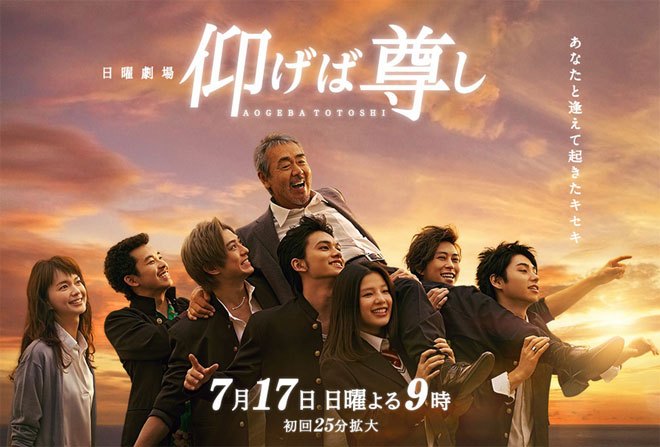 日曜劇場
仰げば尊し
AOGEBA TOTOSHI
あなたと逢えて起きたキセキ
7月17日 日曜よる9時
初回25分拡大